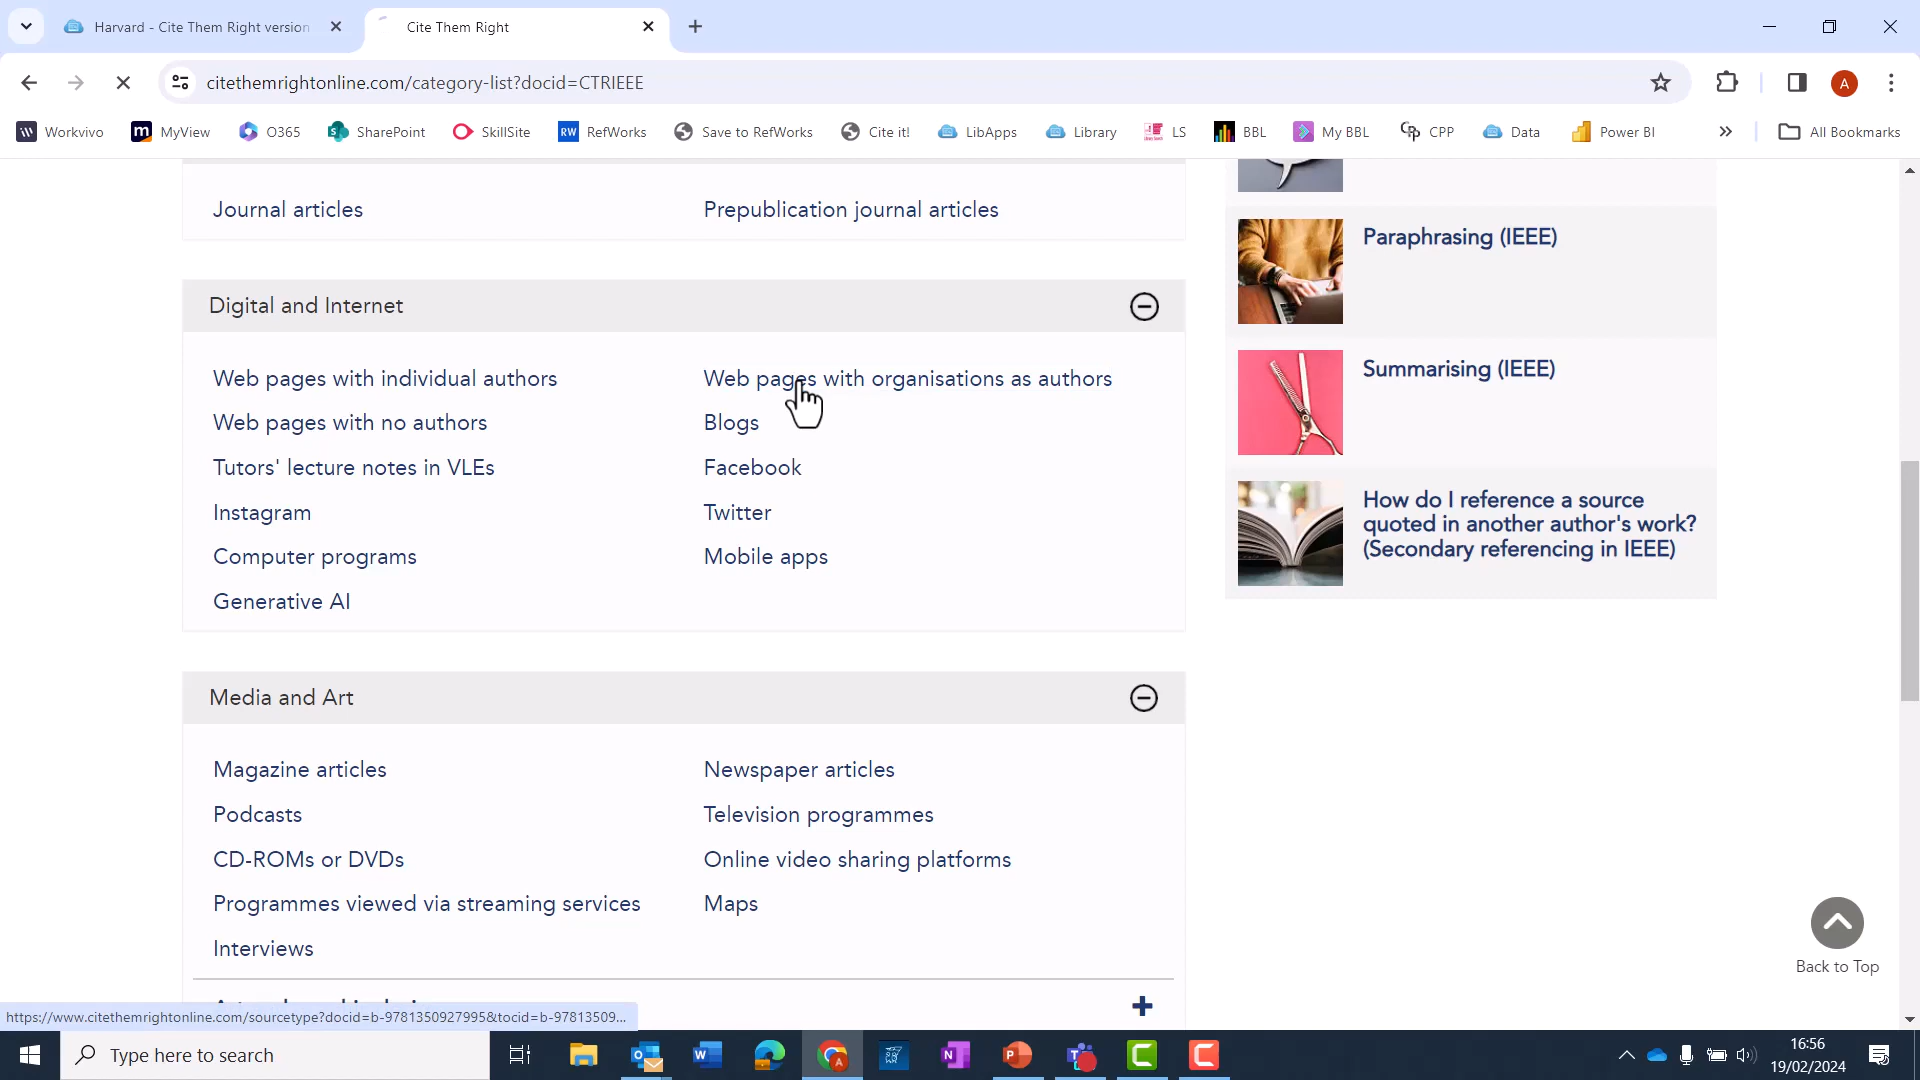 Harvard - Cite Them Right version
Cite Them Right
citethemrightonline.com/category-list?docid=CTRIEEE
A
Workvivo
MyView
O365
SharePoint
SkillSite
RW RefWorks
Save to RefWorks
Cite it!
LibApps
Library
LS
BBL
My BBL
CPP
Data
Power BI
All Bookmarks
Journal articles
Prepublication journal articles
Digital and Internet
Web pages with individual authors
Web pages with organisations as authors
Web pages with no authors
Blogs
Tutors' lecture notes in VLEs
Facebook
Instagram
Twitter
Computer programs
Mobile apps
Generative AI
Media and Art
Magazine articles
Newspaper articles
Podcasts
Television programmes
CD-ROMs or DVDs
Online video sharing platforms
Programmes viewed via streaming services
Maps
Interviews
Paraphrasing (IEEE)
Summarising (IEEE)
How do I reference a source
quoted in another author's work?
(Secondary referencing in IEEE)
Back to Top
https://www.citethemrightonline.com/sourcetype?docid=b-9781350927995&tocid=b-97813509...
Type here to search
16:56
19/02/2024